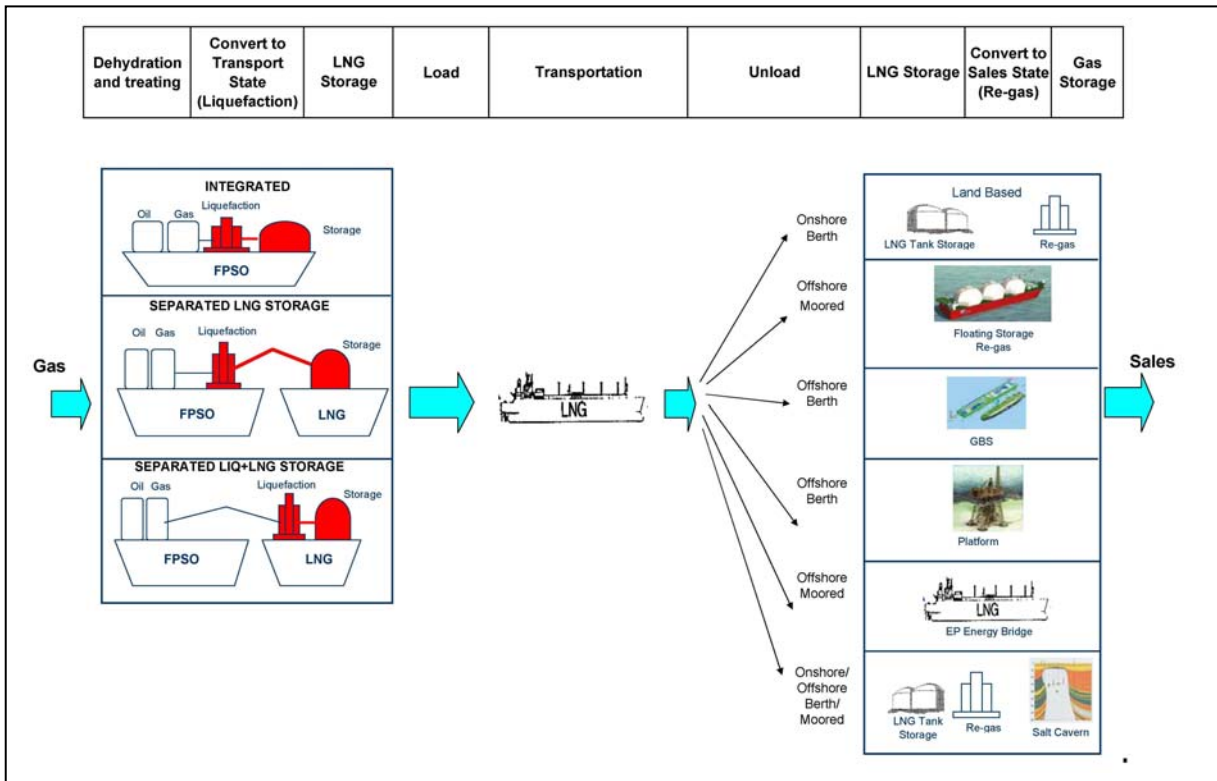 Dehydration
and treating
Convert to
Transport
State
(Liquefaction)
LNG
Storage
Load
Transportation
Unload
LNG Storage
Convert to
Sales State
(Re-gas)
Gas
Storage
Gas
INTEGRATED
Oil
Gas
Liquefaction
Storage
FPSO
SEPARATED LNG STORAGE
Oil
Gas
Liquefaction
Storage
FPSO
LNG
SEPARATED LIQ+LNG STORAGE
Oil
Gas
Liquefaction
Storage
FPSO
LNG
LNG
Onshore
Berth
Offshore
Moored
Offshore
Berth
Offshore
Berth
Offshore
Moored
Onshore/
Offshore
Berth/
Moored
Land Based
LNG Tank Storage
Re-gas
Floating Storage
Re-gas
GBS
Platform
LNG
EP Energy Bridge
LNG Tank
Storage
Re-gas
Salt Cavern
Sales
.